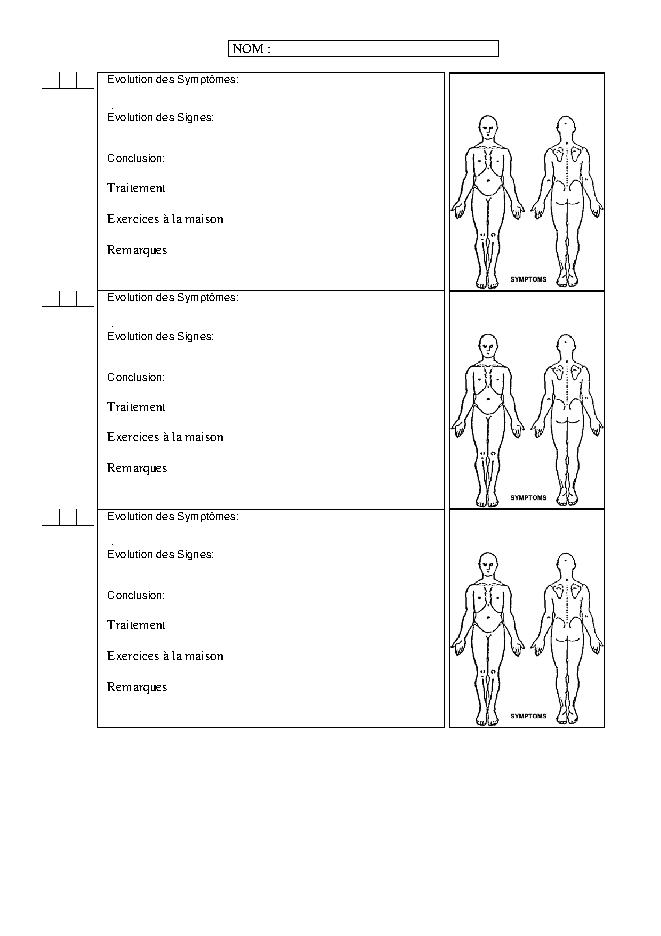 NOM :
Evolution des Symptômes:
.
Evolution des Signes:
Conclusion:
Traitement
Exercices à la maison
Remarques
SYMPTOMS
Evolution des Symptômes:
.
Evolution des Signes:
Conclusion:
Traitement
Exercices à la maison
Remarques
SYMPTOMS
Evolution des Symptômes:
.
Evolution des Signes:
Conclusion:
Traitement
Exercices à la maison
Remarques
SYMPTOMS